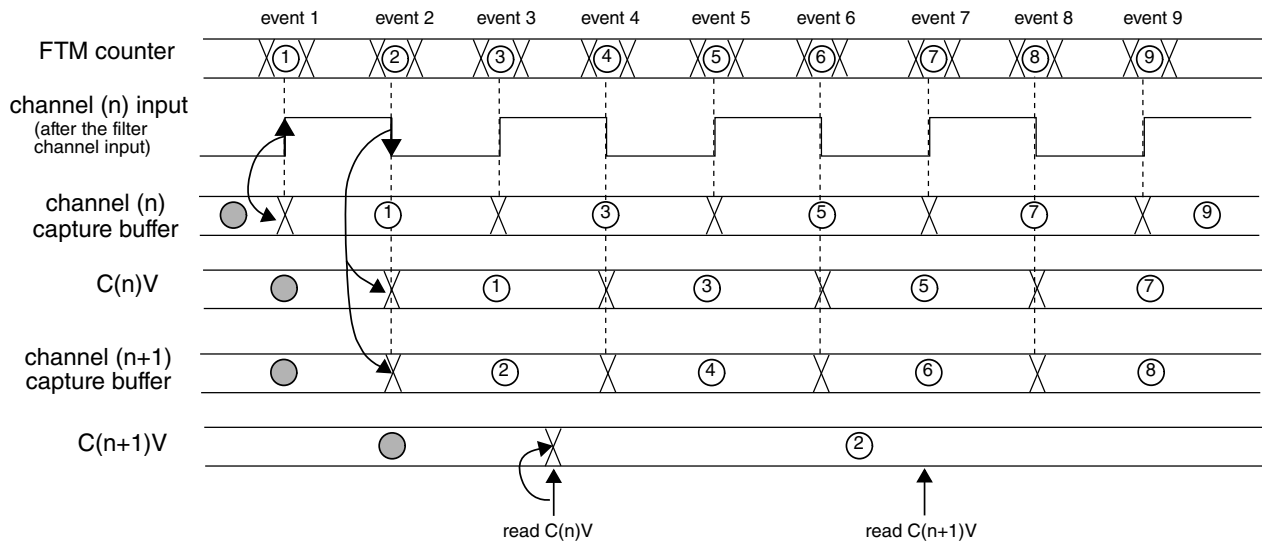 event 1 event 2 event 3 event 4 event 5 event 6 event 7 event 8 event 9
FTM counter 1 2 3 4 5 6 7 8 9
channel (n) input
(after the filter
channel input)
channel (n)
capture buffer 1 3 5 7 9
C(n)V 1 3 5 7
channel (n+1)
capture buffer 2 4 6 8
C(n+1)V 2
read C(n)V read C(n+1)V